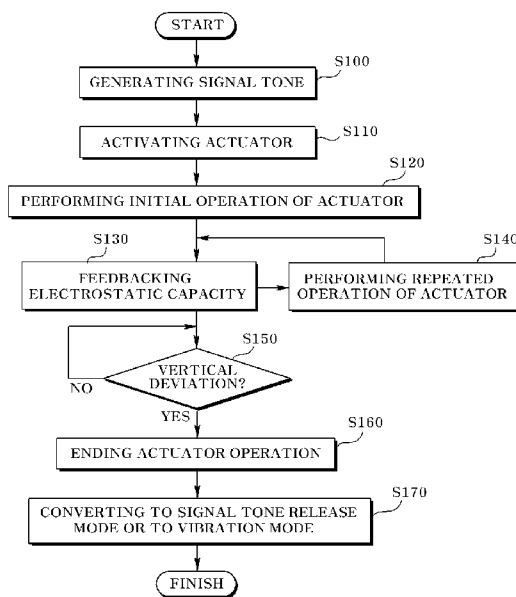 START
S100
GENERATING SIGNAL TONE
S110
ACTIVATING ACTUATOR
S120
PERFORMING INITIAL OPERATION OF ACTUATOR
S130
FEEDBACKING
ELECTROSTATIC CAPACITY
S140
PERFORMING REPEATED
OPERATION OF ACTUATOR
S150
VERTICAL
DEVIATION?
NO
YES
S160
ENDING ACTUATOR OPERATION
S170
CONVERTING TO SIGNAL TONE RELEASE
MODE OR TO VIBRATION MODE
FINISH